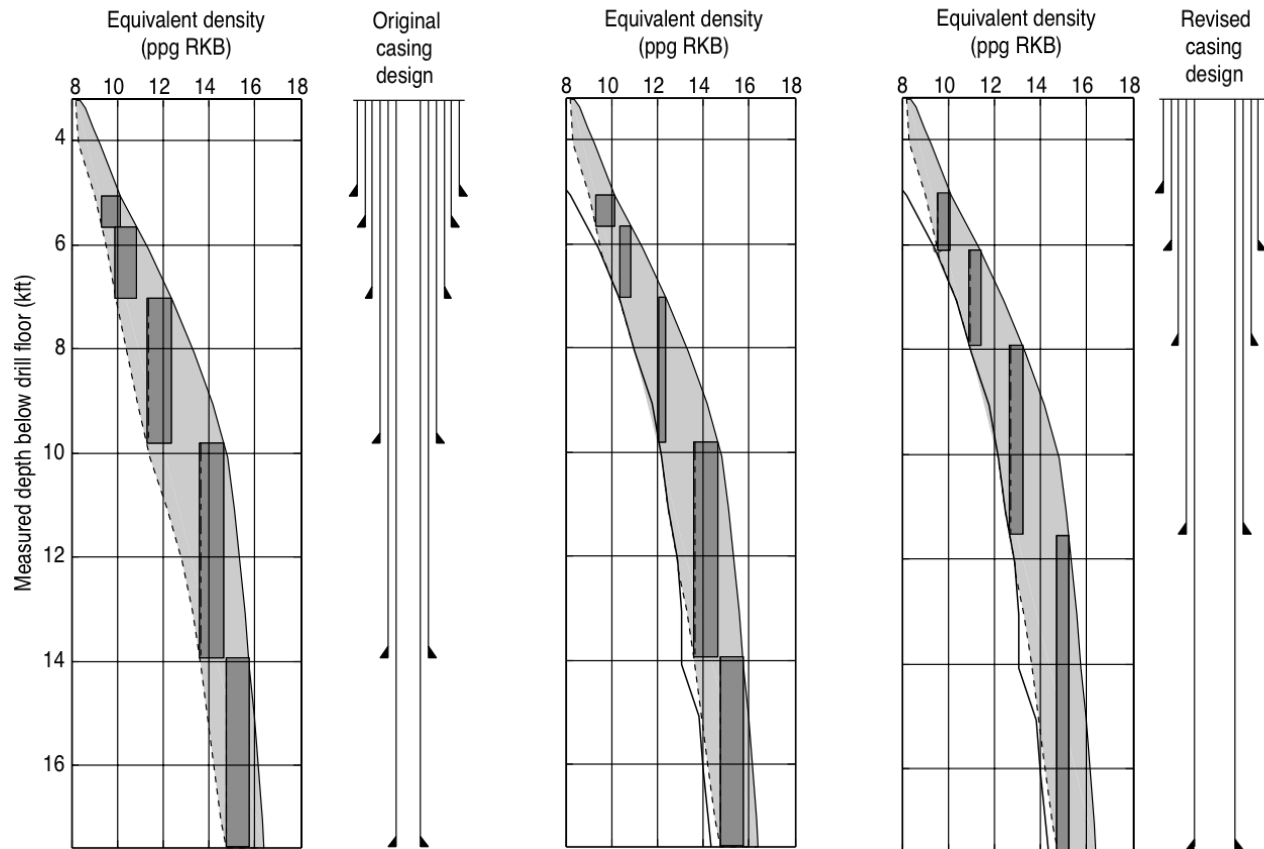 Equivalent density
(ppg RKB)
8 10 12 14 16 18
Original
casing
design
Equivalent density
(ppg RKB)
8 10 12 14 16 18
Equivalent density
(ppg RKB)
8 10 12 14 16 18
Revised
casing
design
Measured depth below drill floor (kft)
4
6
8
10
12
14
16